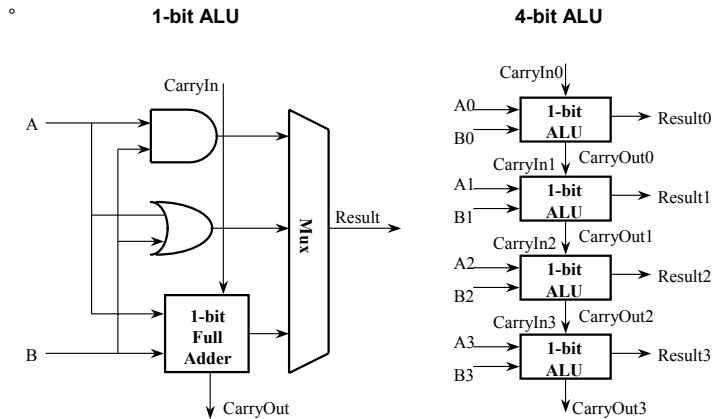 °
1-bit ALU
4-bit ALU
CarryIn
A
B
Mux
Result
1-bit
Full
Adder
CarryOut
CarryIn0
A0
B0
1-bit
ALU
Result0
CarryOut0
CarryIn1
A1
B1
1-bit
ALU
Result1
CarryOut1
CarryIn2
A2
B2
1-bit
ALU
Result2
CarryOut2
CarryIn3
A3
B3
1-bit
ALU
Result3
CarryOut3